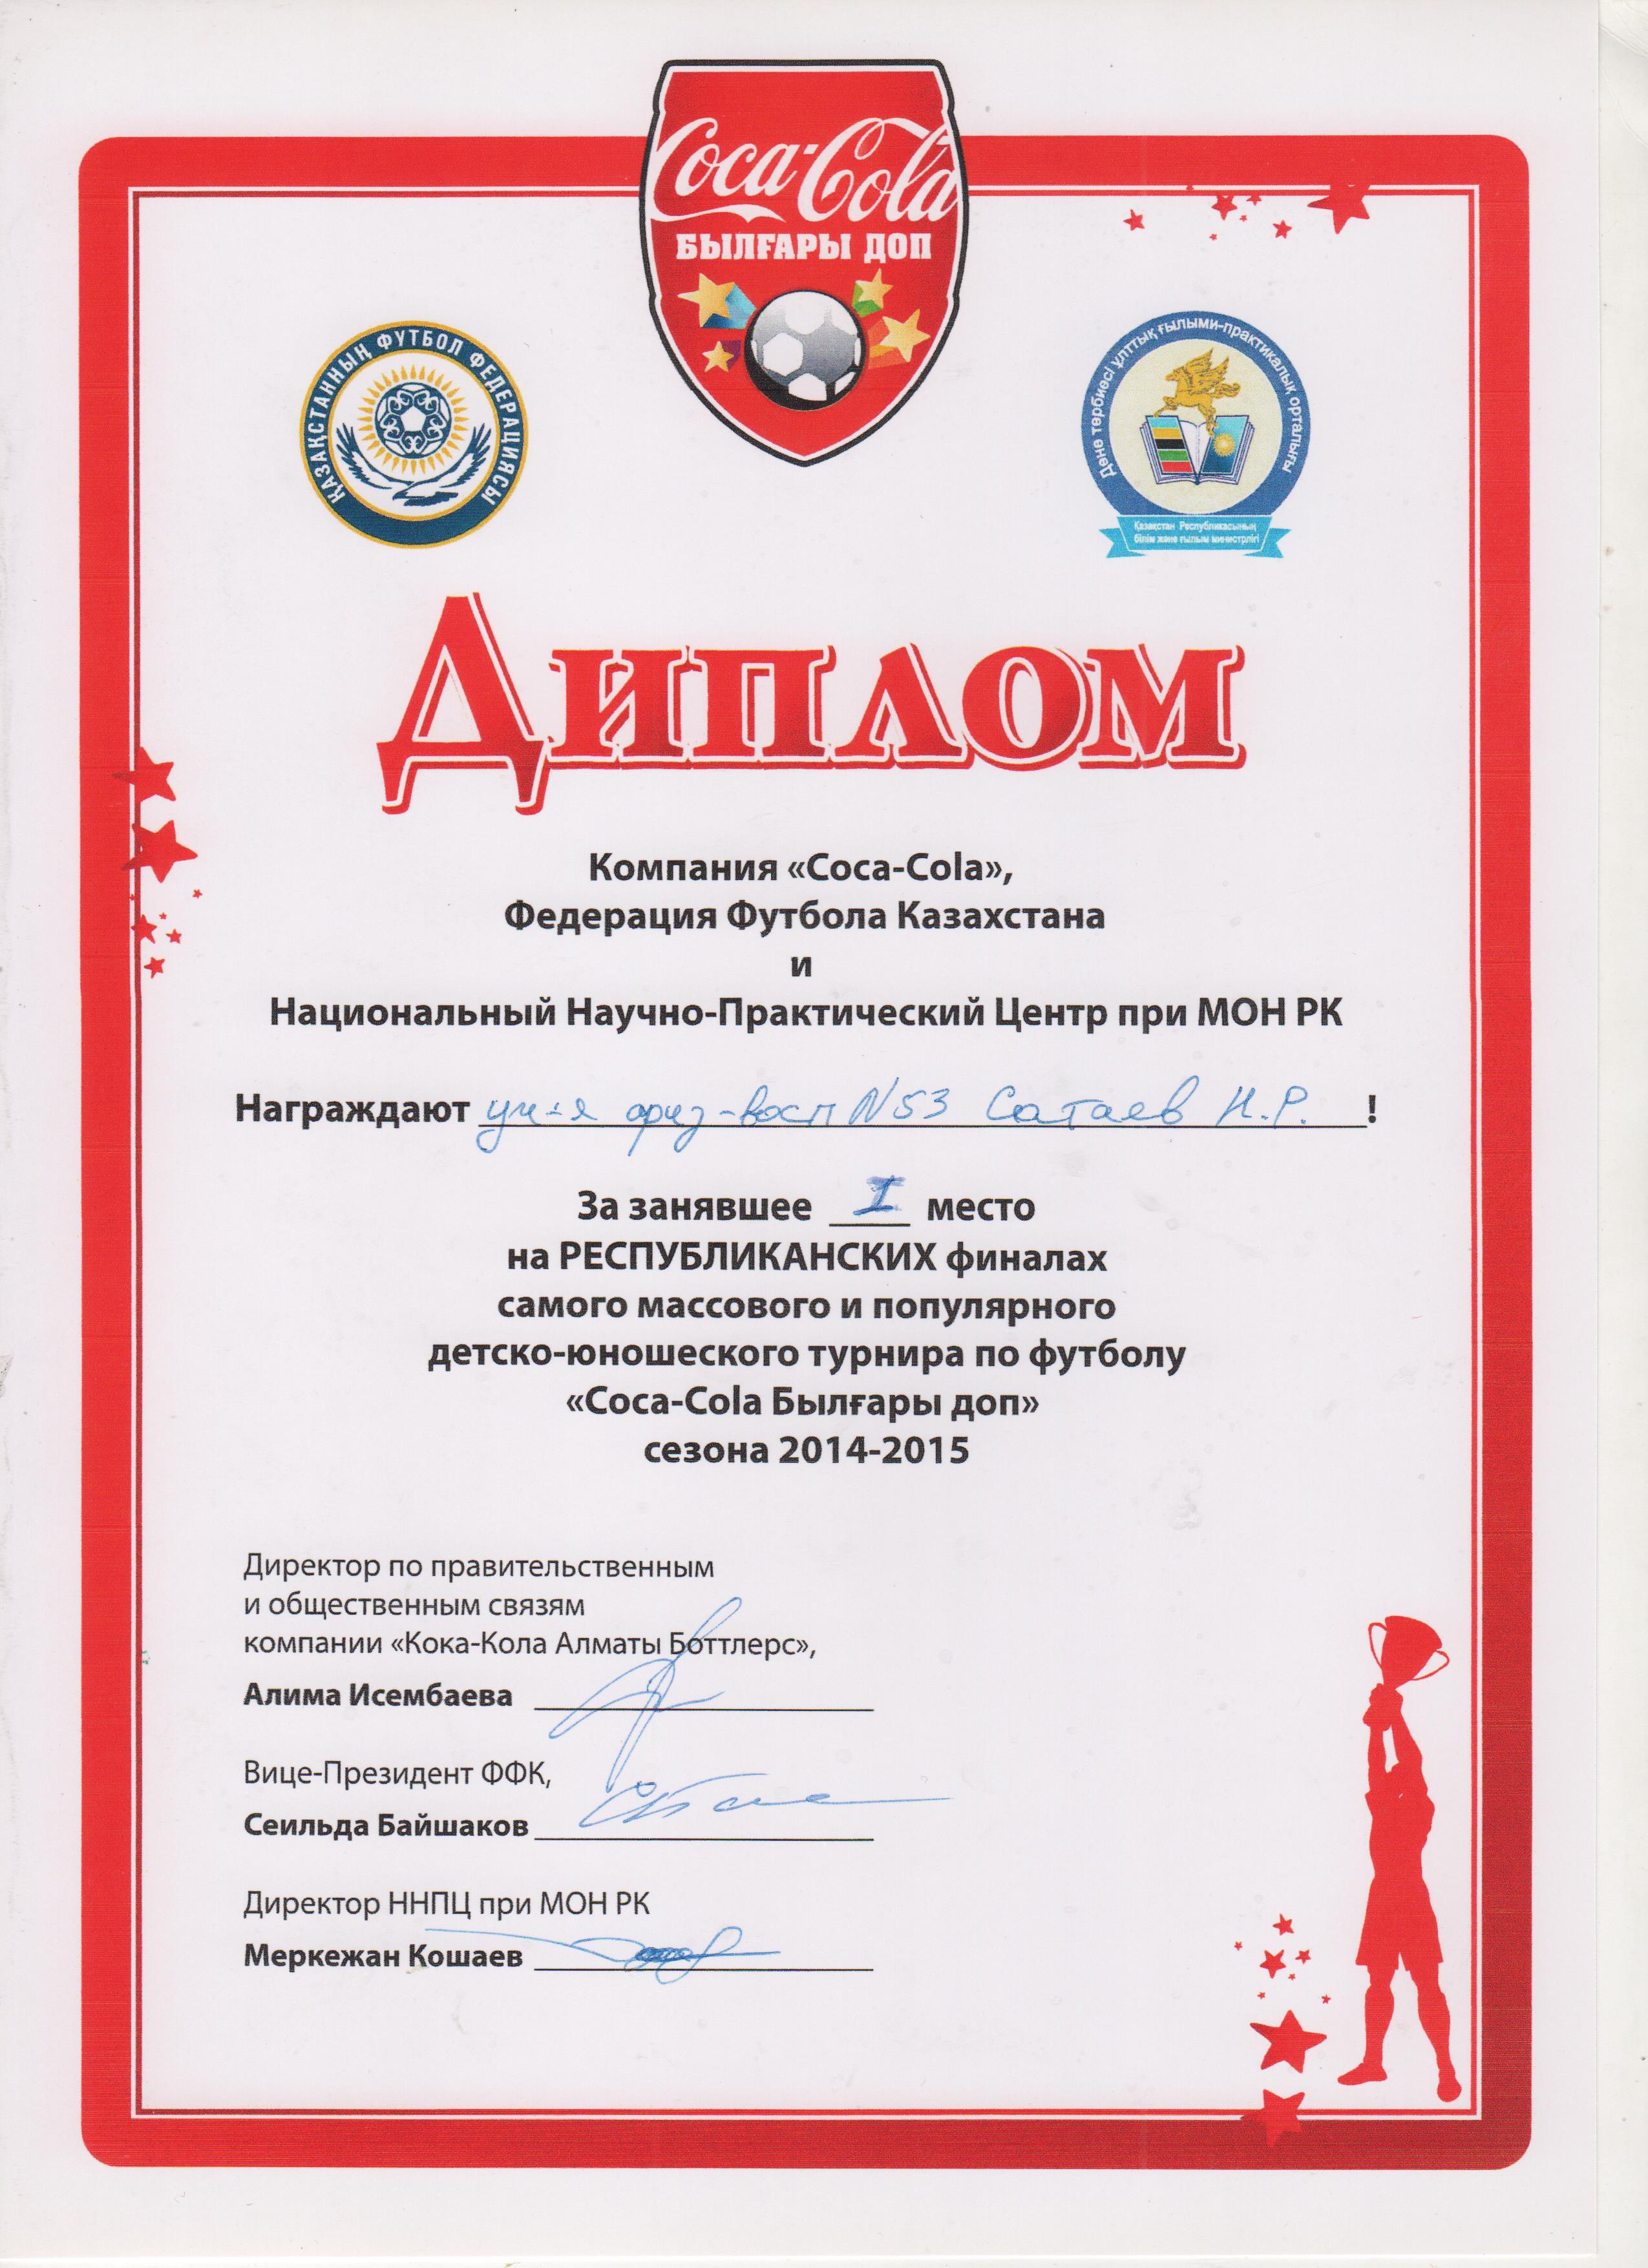 Coca-Cola
БЫЛҒАРЫ ДОП
ҚАЗАҚСТАННЫҢ ФУТБОЛ ФЕДЕРАЦИЯСЫ
Дене тәрбиесі ұлттық ғылыми-практикалық орталығы
Қазақстан Республикасының
білім және ғылым министрлігі
Диплом
Компания «Coca-Cola»,
Федерация Футбола Казахстана
и
Национальный Научно-Практический Центр при МОН РК
Награждают уч-я физ-восп N53 Сатаев Н.Р. !
За занявшее I место
на РЕСПУБЛИКАНСКИХ финалах
самого массового и популярного
детско-юношеского турнира по футболу
«Coca-Cola Былғары доп»
сезона 2014-2015
Директор по правительственным
и общественным связям
компании «Кока-Кола Алматы Боттлерс»,
Алима Исембаева
Вице-Президент ФФК,
Сеильда Байшаков
Директор ННПЦ при МОН РК
Меркежан Кошаев